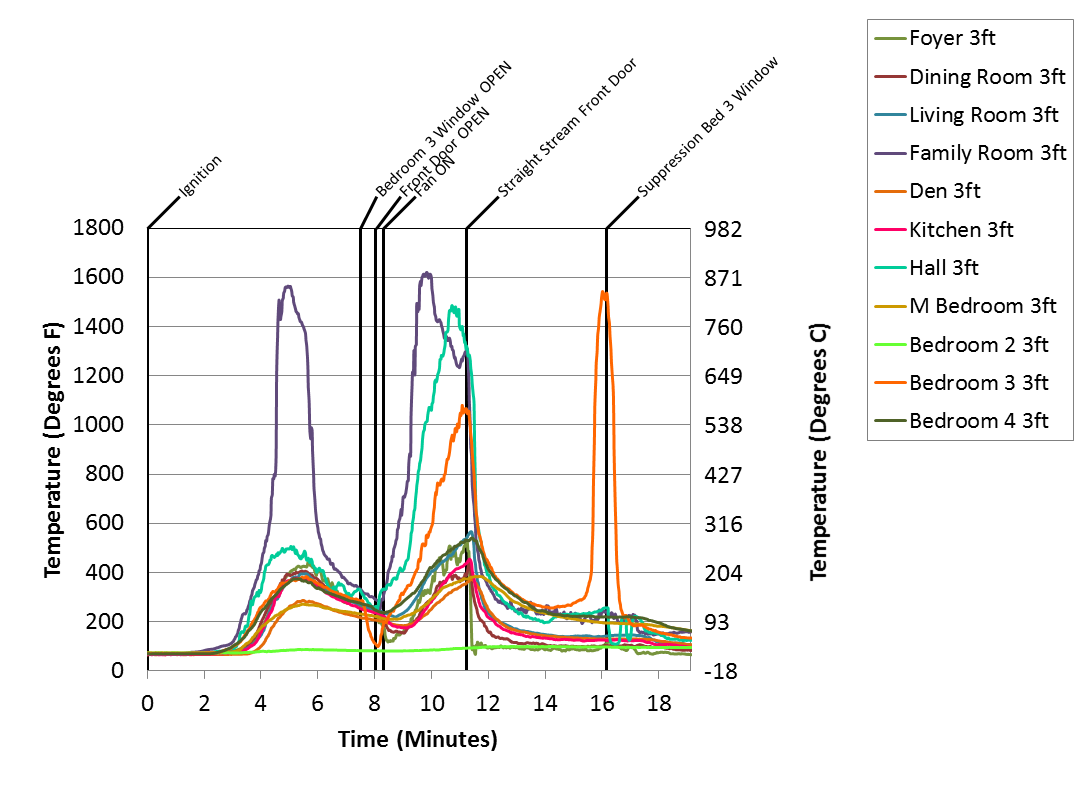 Ignition
Bedroom 3 Window OPEN
Front Door OPEN
Fan ON
Straight Stream Front Door
Suppression Bed 3 Window
Foyer 3ft
Dining Room 3ft
Living Room 3ft
Family Room 3ft
Den 3ft
Kitchen 3ft
Hall 3ft
M Bedroom 3ft
Bedroom 2 3ft
Bedroom 3 3ft
Bedroom 4 3ft
Temperature (Degrees F)
1800
1600
1400
1200
1000
800
600
400
200
0
982
871
760
649
538
427
316
204
93
-18
Temperature (Degrees C)
0 2 4 6 8 10 12 14 16 18
Time (Minutes)